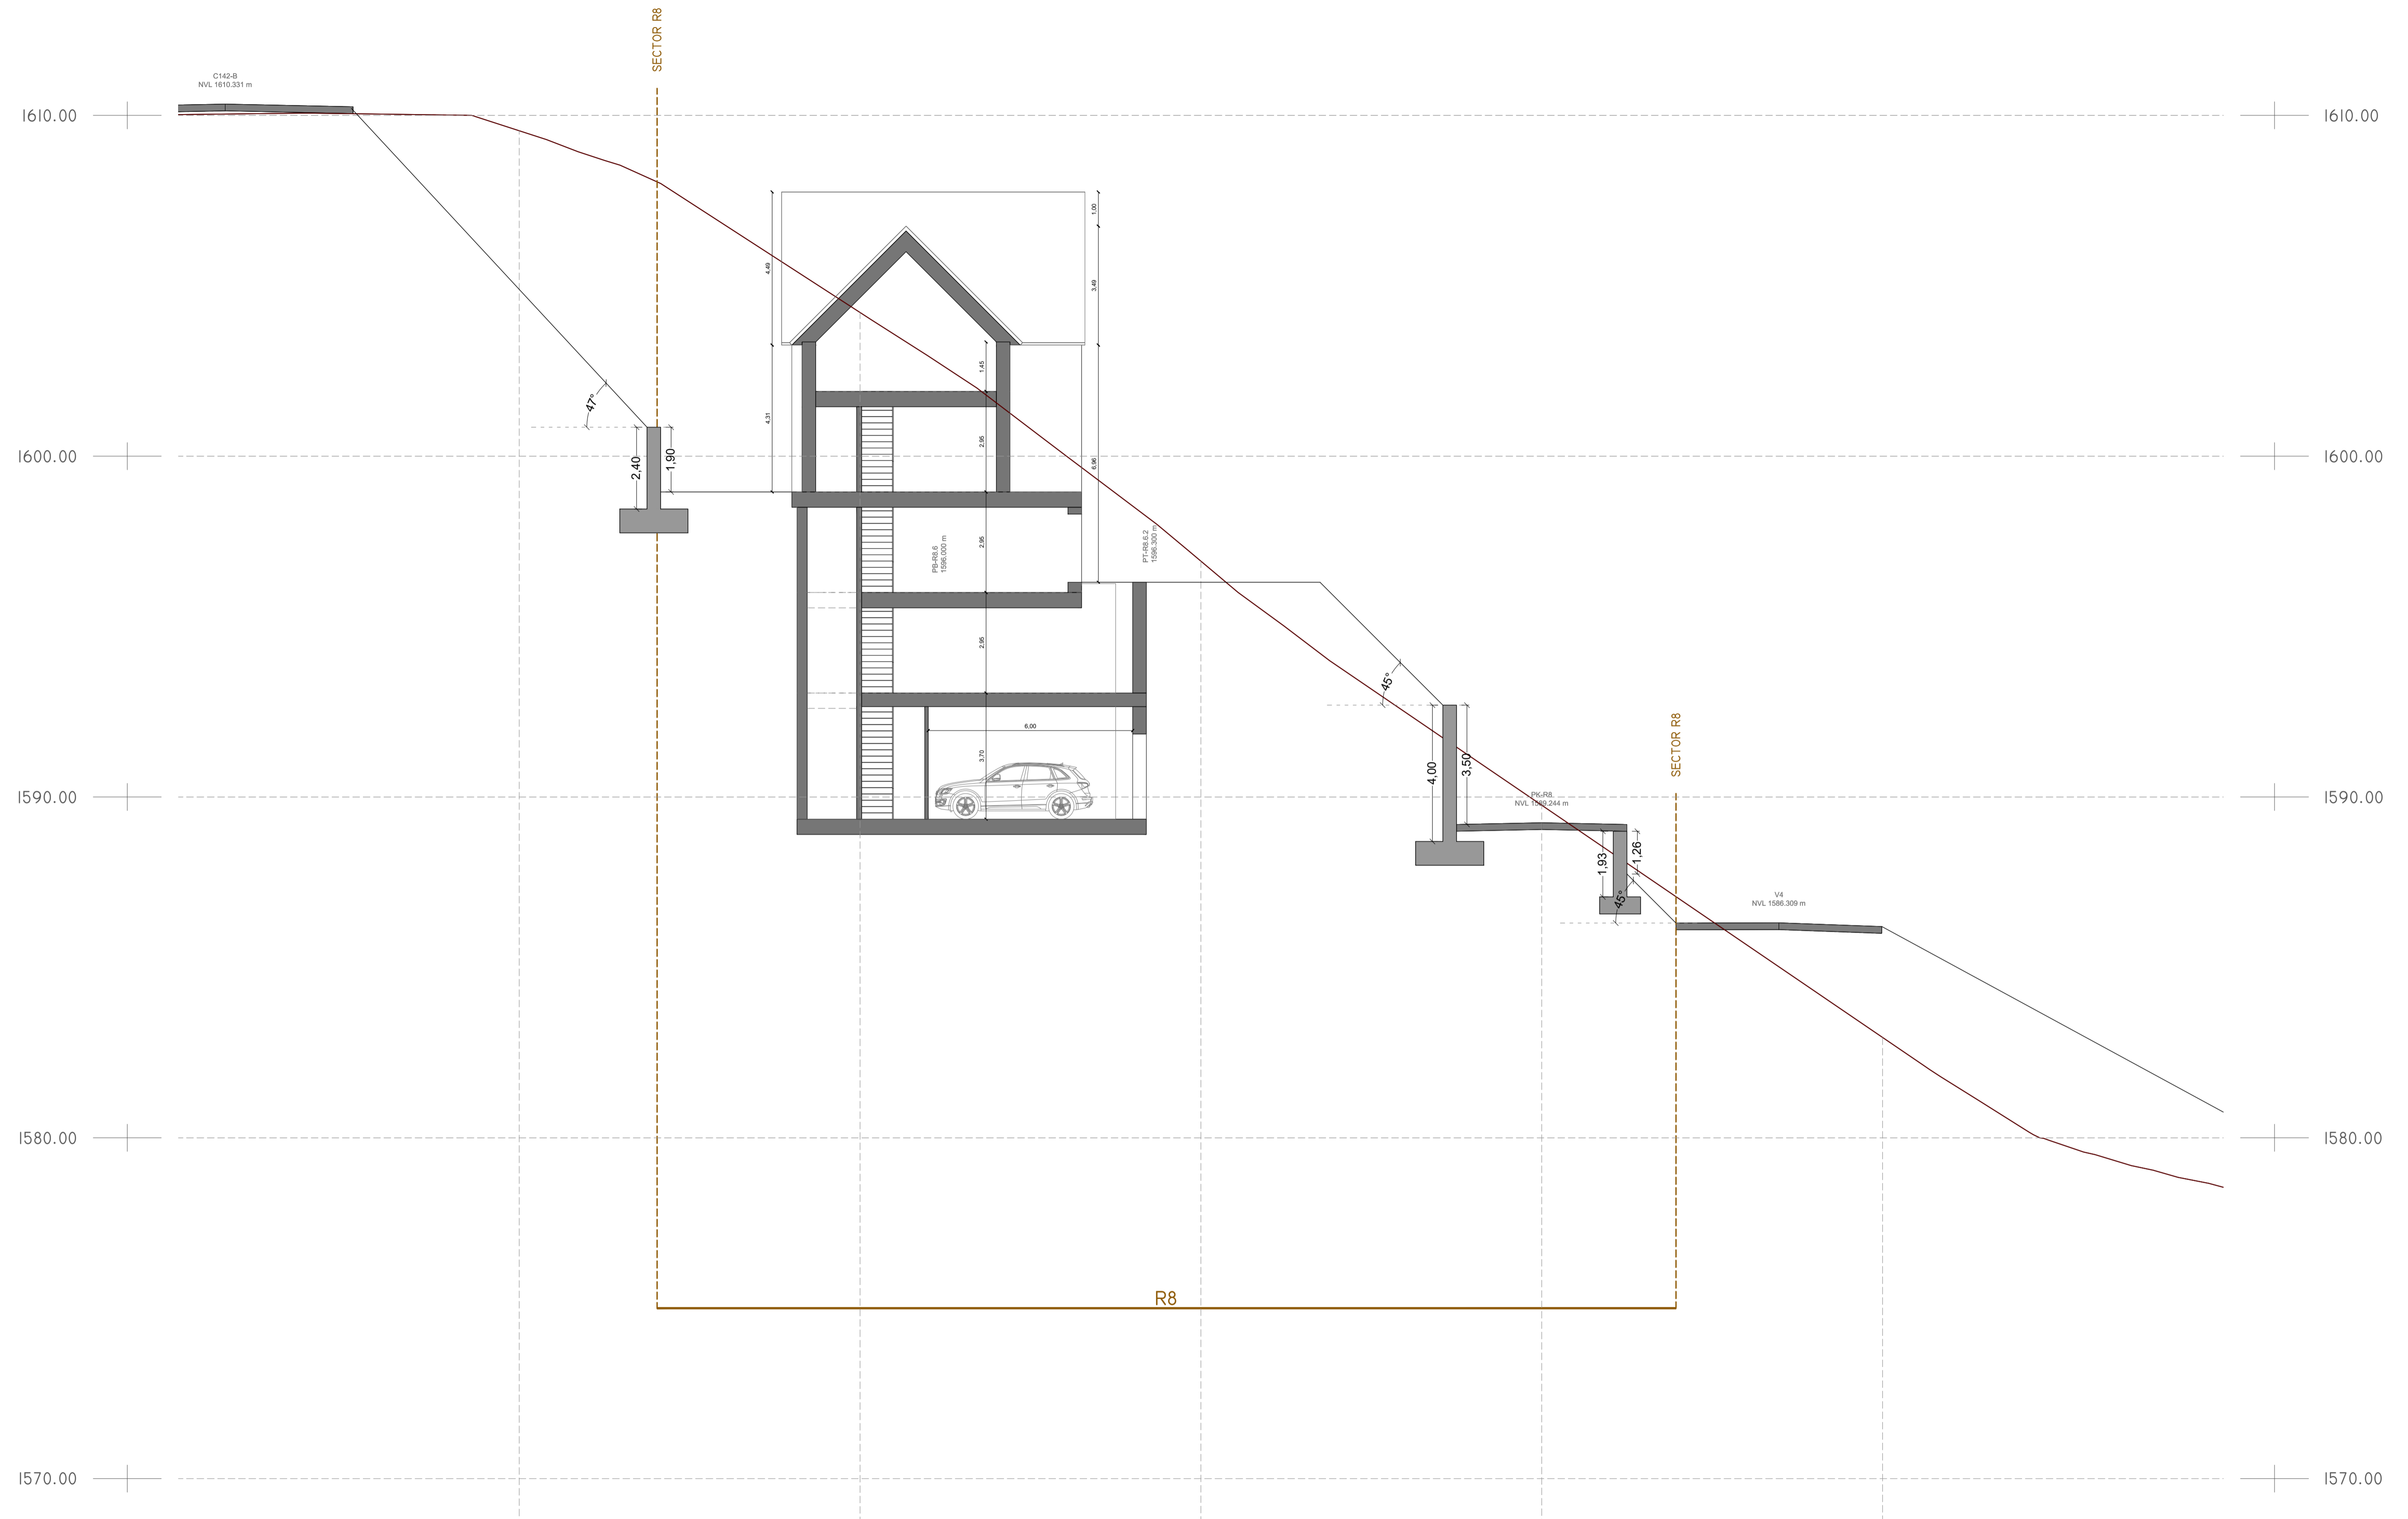 SECTOR R8
C142-B
NVL 1610.331 m
1610.00
1610.00
1,00
4,49
3,49
1,45
47°
4,31
2,95
1600.00
1600.00
2,40
1,90
6,96
PB-R8.6
1596.000 m
2,95
PT-R8.6.2
1596.300 m
2,95
45°
6,00
SECTOR R8
3,70
4,00
3,50
1590.00
1590.00
PK-R8
NVL 1589.244 m
1,93
1,26
45°
V4
NVL 1586.309 m
1580.00
1580.00
R8
1570.00
1570.00